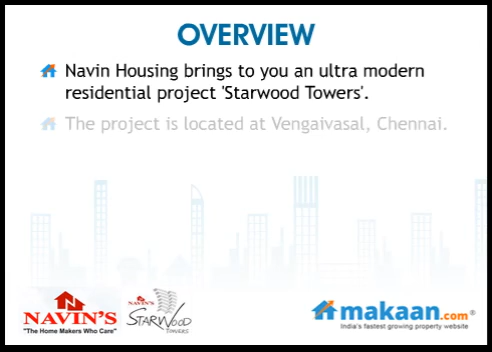 OVERVIEW
Navin Housing brings to you an ultra modern
residential project 'Starwood Towers'.
The project is located at Vengaivasal, Chennai.
NAVIN'S
"The Home Makers Who Care"
NAVIN'S
STARWOOD
TOWERS
makaan.com®
India's fastest growing property website